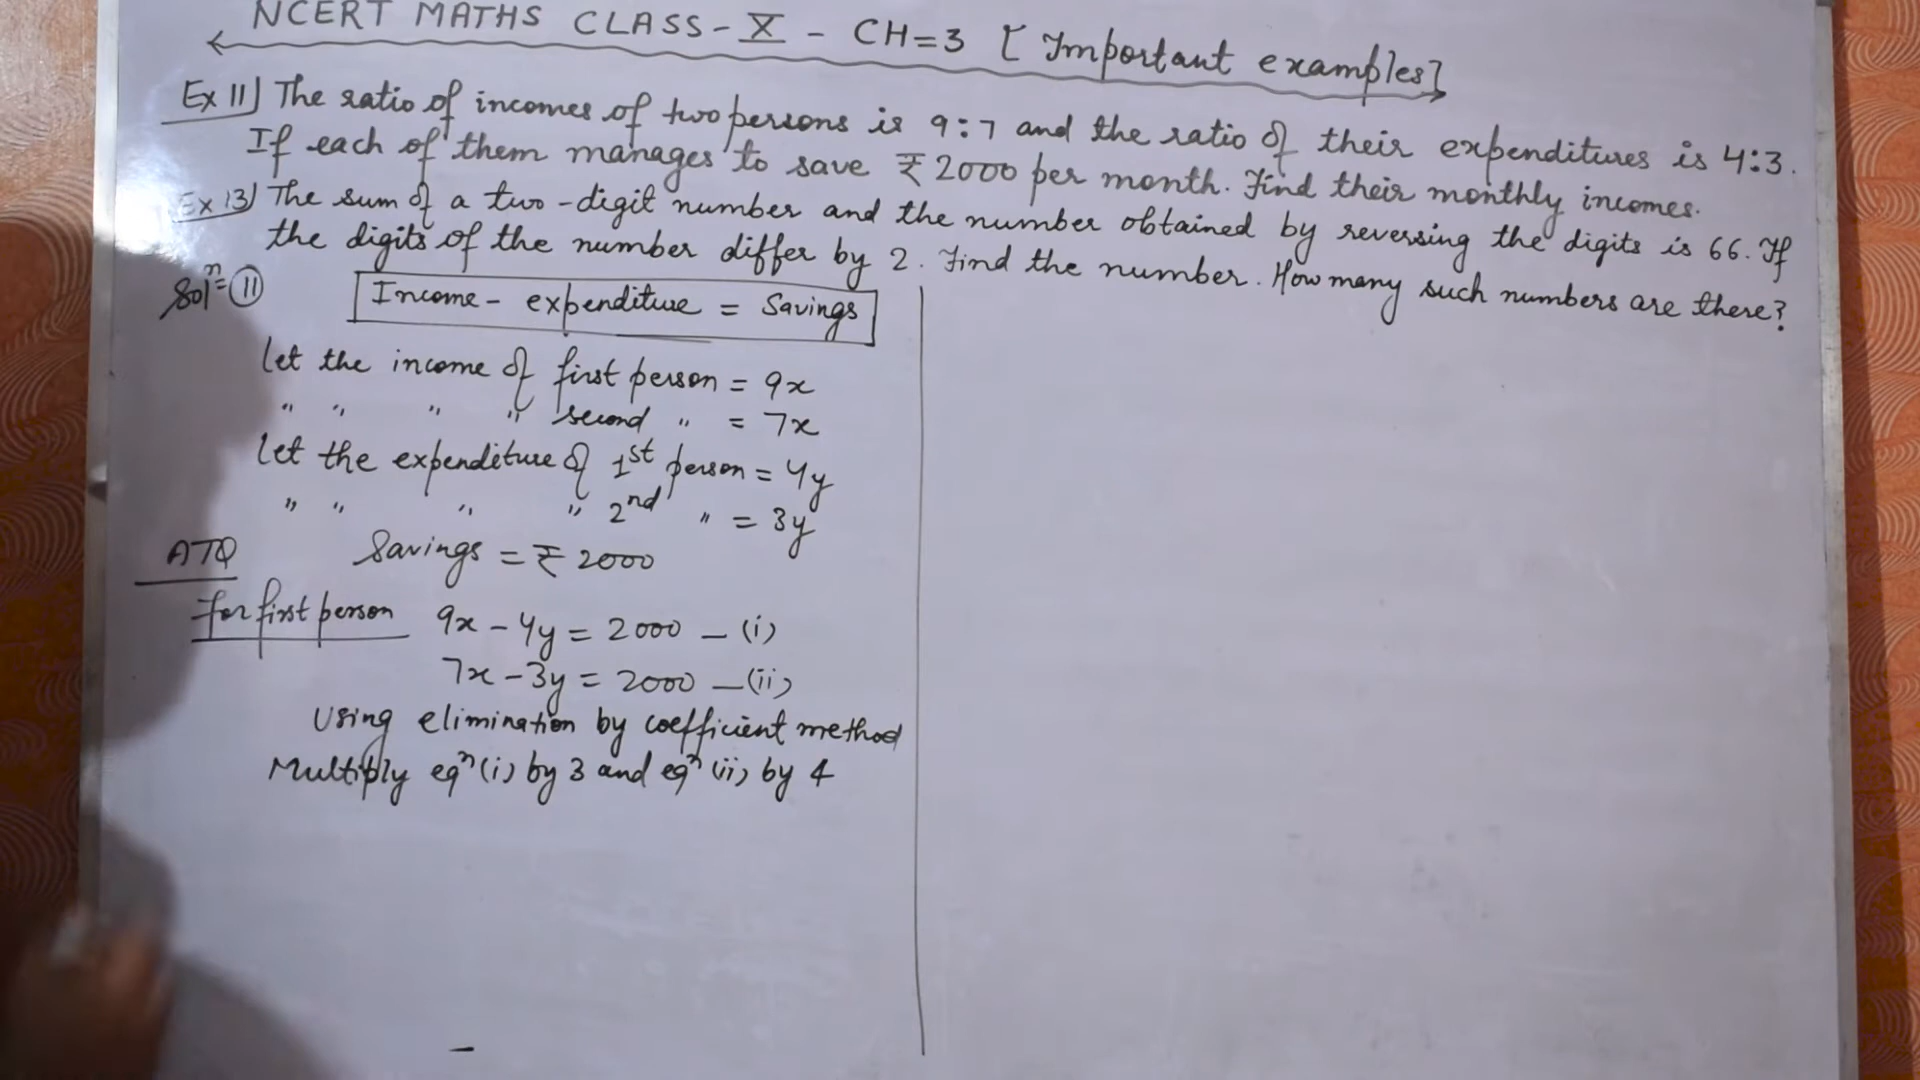 NCERT MATHS CLASS-X - CH=3 [Important examples]
Ex 11) The ratio of incomes of two persons is 9:7 and the ratio of their expenditures is 4:3.
If each of them manages to save ₹2000 per month. Find their monthly incomes.
Ex 13) The sum of a two-digit number and the number obtained by reversing the digits is 66. If
the digits of the number differ by 2. Find the number. How many such numbers are there?
Solⁿ= (11) Income - expenditure = Savings
Let the income of first person = 9x
" " " " second " = 7x
Let the expenditure of 1st person = 4y
" " " " 2nd " = 3y
ATQ Savings = ₹ 2000
For first person 9x - 4y = 2000 - (i)
7x - 3y = 2000 - (ii)
Using elimination by coefficient method
Multiply eqⁿ (i) by 3 and eqⁿ (ii) by 4